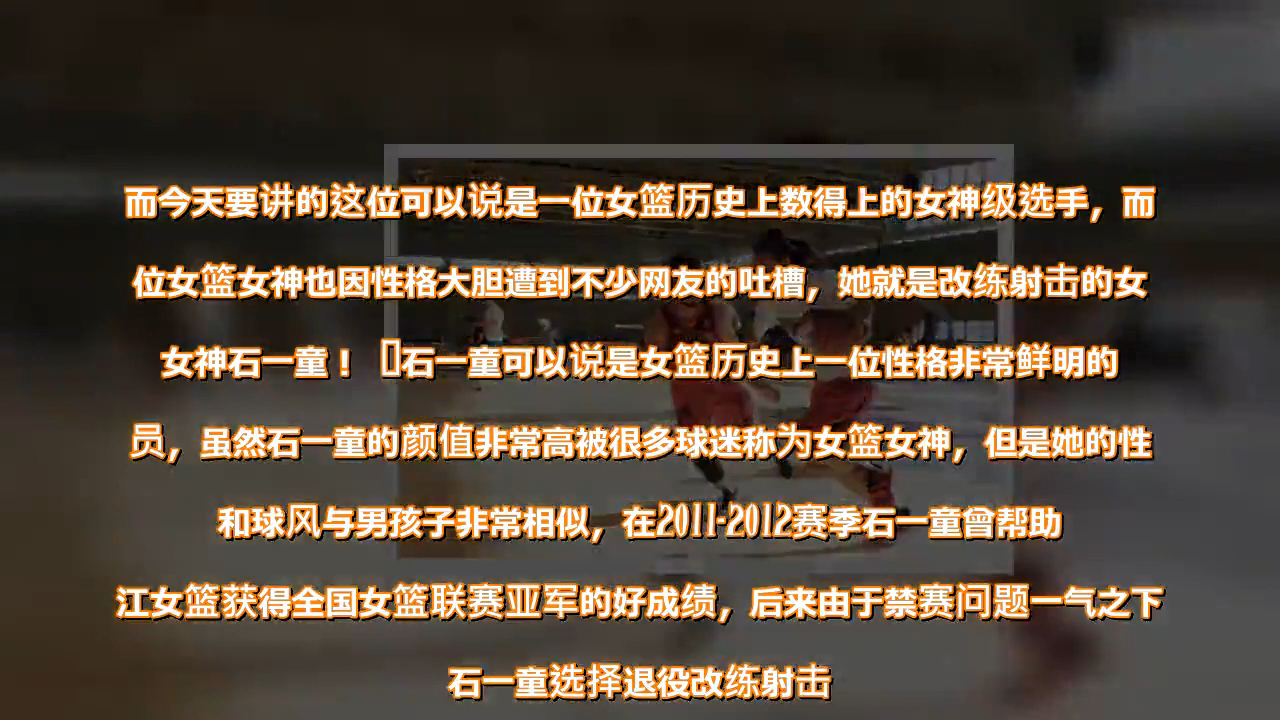 而今天要讲的这位可以说是一位女篮历史上数得上的女神级选手，而
位女篮女神也因性格大胆遭到不少网友的吐槽，她就是改练射击的女
女神石一童！ 石一童可以说是女篮历史上一位性格非常鲜明的
员，虽然石一童的颜值非常高被很多球迷称为女篮女神，但是她的性
和球风与男孩子非常相似，在2011-2012赛季石一童曾帮助
江女篮获得全国女篮联赛亚军的好成绩，后来由于禁赛问题一气之下
石一童选择退役改练射击